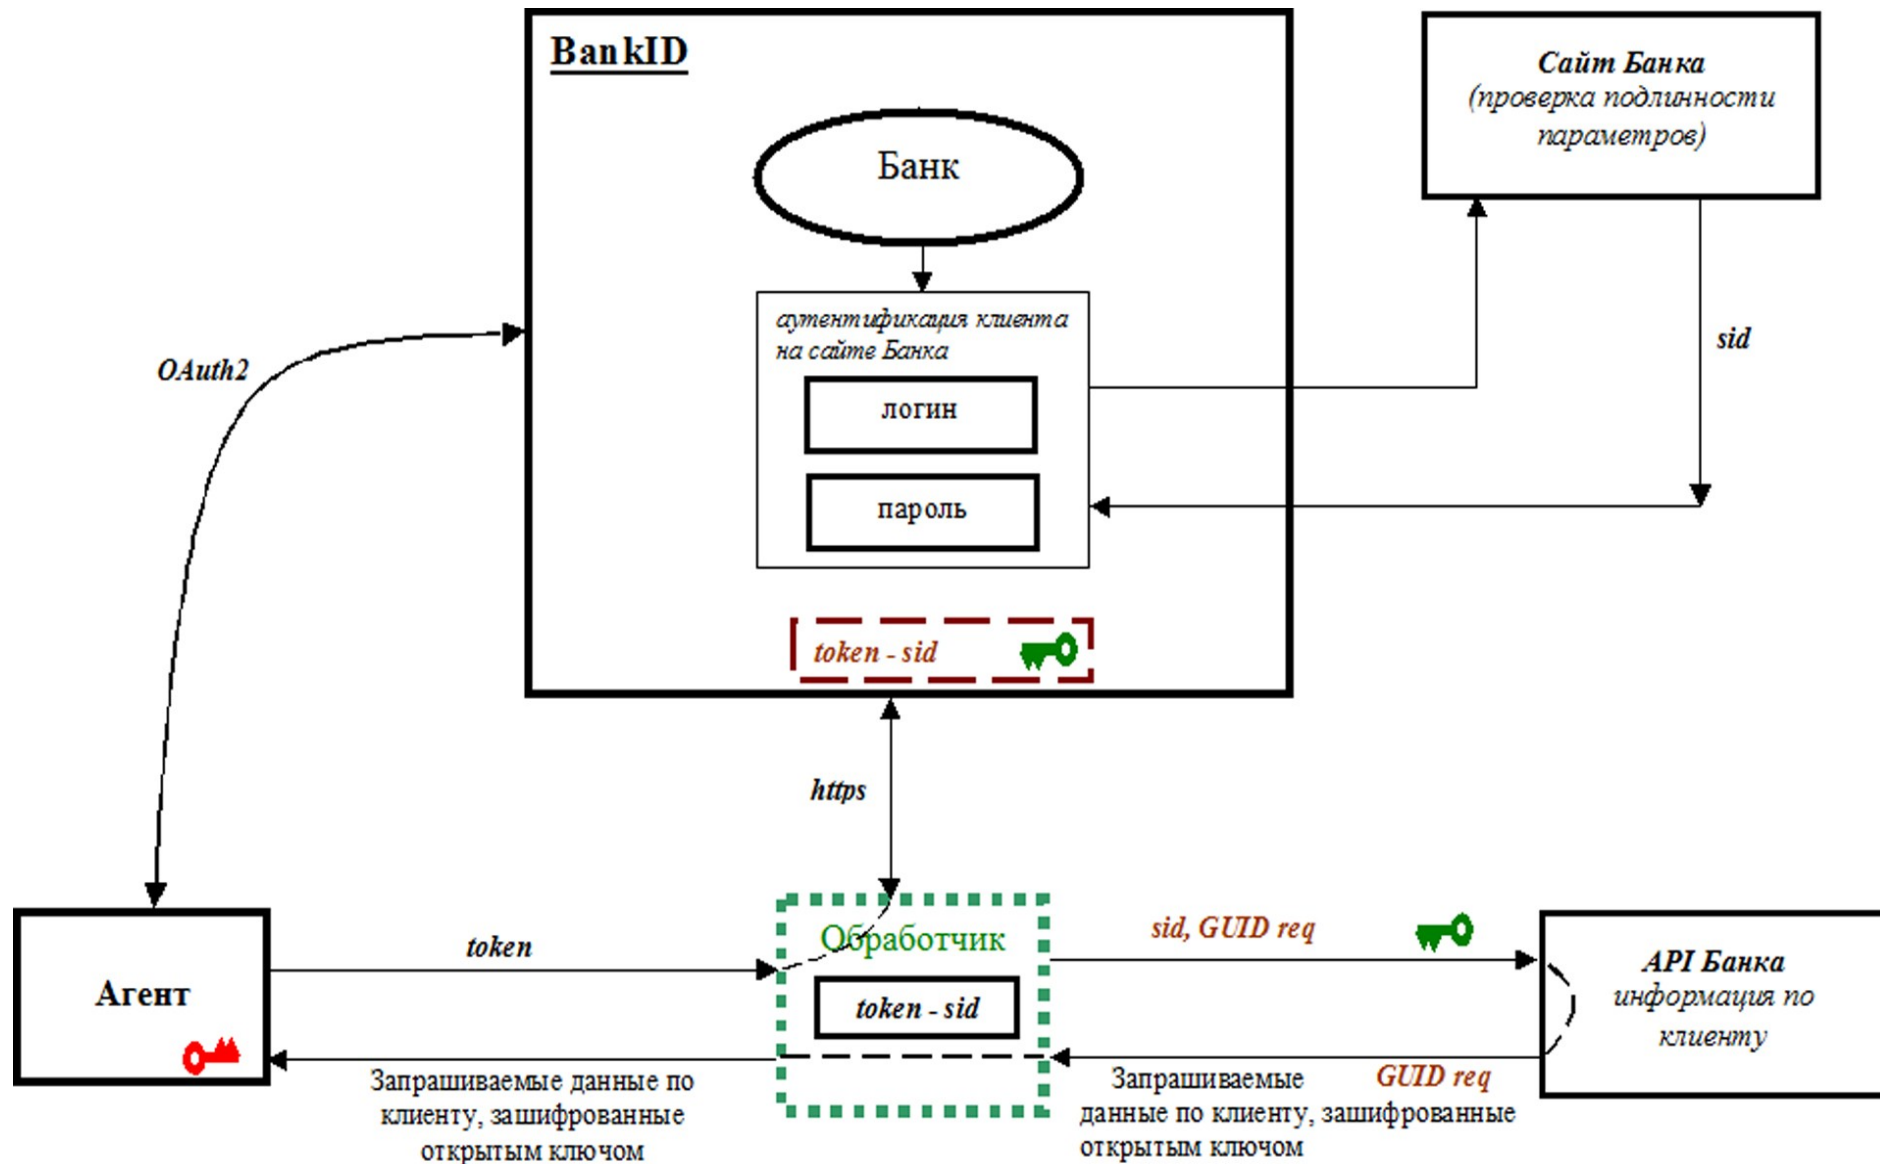 BankID
Сайт Банка
(проверка подлинности
параметров)
Банк
аутентификация клиента
на сайте Банка
логин
пароль
sid
OAuth2
token - sid
https
Агент
token
Обработчик
token - sid
sid, GUID req
API Банка
информация по
клиенту
Запрашиваемые данные по
клиенту, зашифрованные
открытым ключом
Запрашиваемые GUID req
данные по клиенту, зашифрованные
открытым ключом